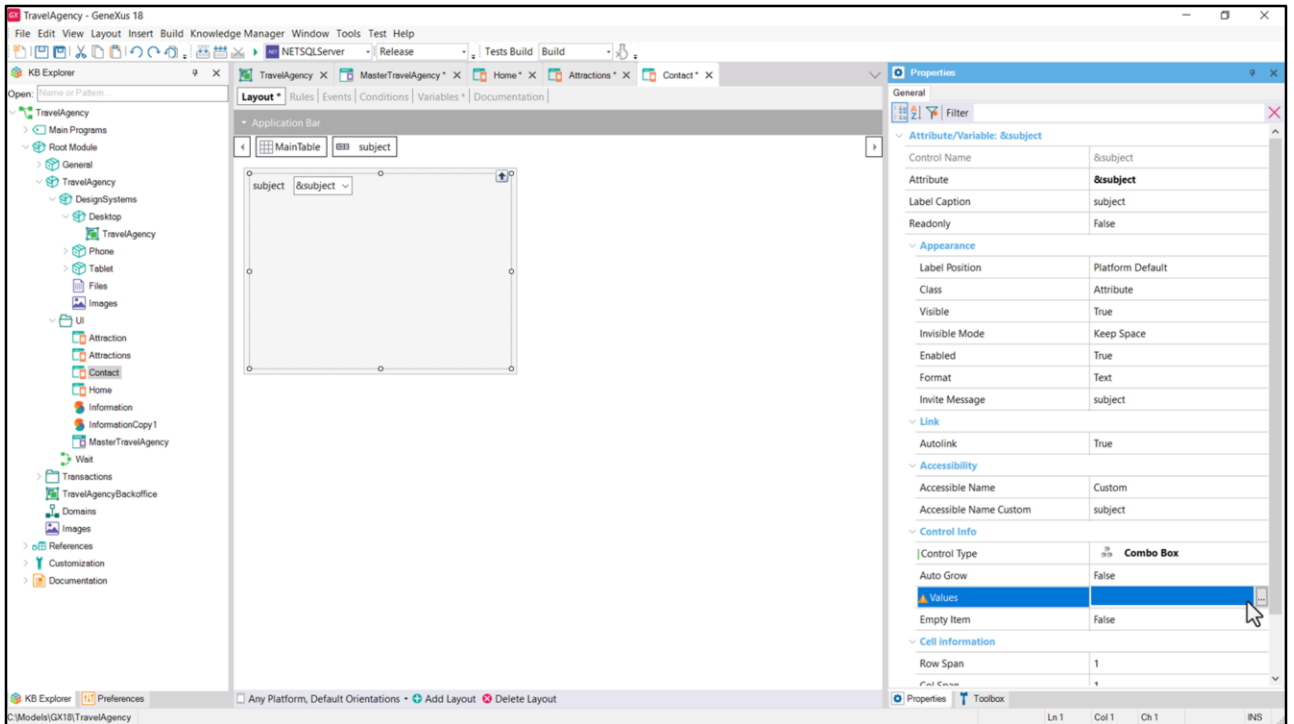 TravelAgency - GeneXus 18
File Edit View Layout Insert Build Knowledge Manager Window Tools Test Help
NETSQLServer Release Tests Build Build
KB Explorer
Open: Name or Pattern ...
TravelAgency
Main Programs
Root Module
General
TravelAgency
DesignSystems
Desktop
TravelAgency
Phone
Tablet
Files
Images
UI
Attraction
Attractions
Contact
Home
Information
InformationCopy1
MasterTravelAgency
Wait
Transactions
TravelAgencyBackoffice
Domains
Images
References
Customization
Documentation
KB Explorer Preferences
TravelAgency X MasterTravelAgency * X Home * X Attractions * X Contact * X
Layout * Rules Events Conditions Variables * Documentation
Application Bar
MainTable subject
subject &subject
Any Platform, Default Orientations Add Layout Delete Layout
Properties
General
Filter
Attribute/Variable: &subject
Control Name &subject
Attribute &subject
Label Caption subject
Readonly False
Appearance
Label Position Platform Default
Class Attribute
Visible True
Invisible Mode Keep Space
Enabled True
Format Text
Invite Message subject
Link
Autolink True
Accessibility
Accessible Name Custom
Accessible Name Custom subject
Control Info
Control Type Combo Box
Auto Grow False
Values ...
Empty Item False
Cell information
Row Span 1
Col Span 1
Properties Toolbox
C:\Models\GX18\TravelAgency Ln 1 Col 1 Ch 1 INS